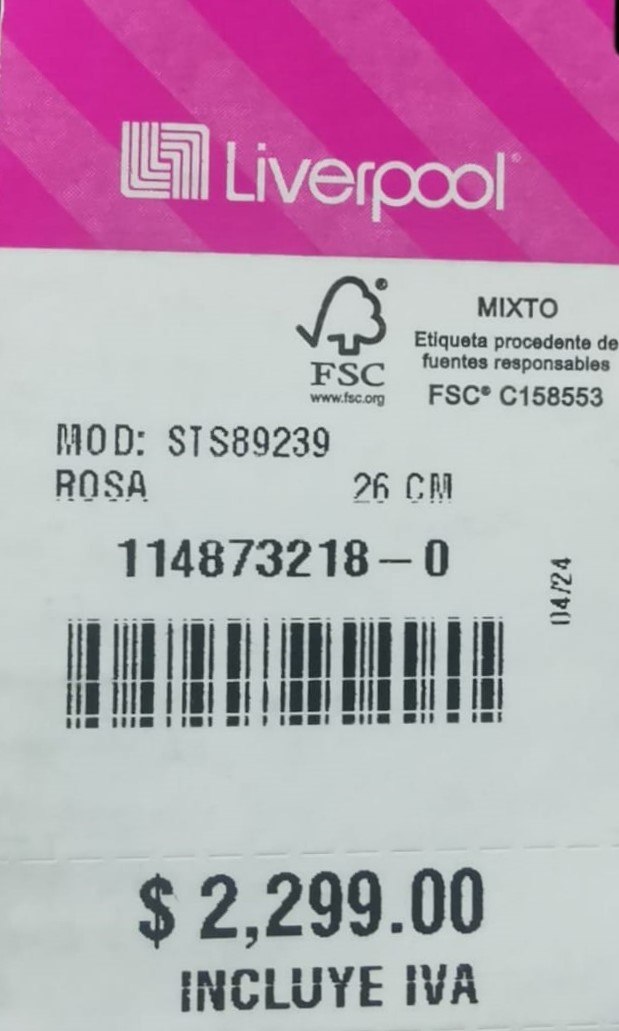 Liverpool
MIXTO
Etiqueta procedente de
fuentes responsables
FSC® C158553
FSC®
www.fsc.org
MOD: STS89239
ROSA 26 CM
114873218-0
04/24
$ 2,299.00
INCLUYE IVA